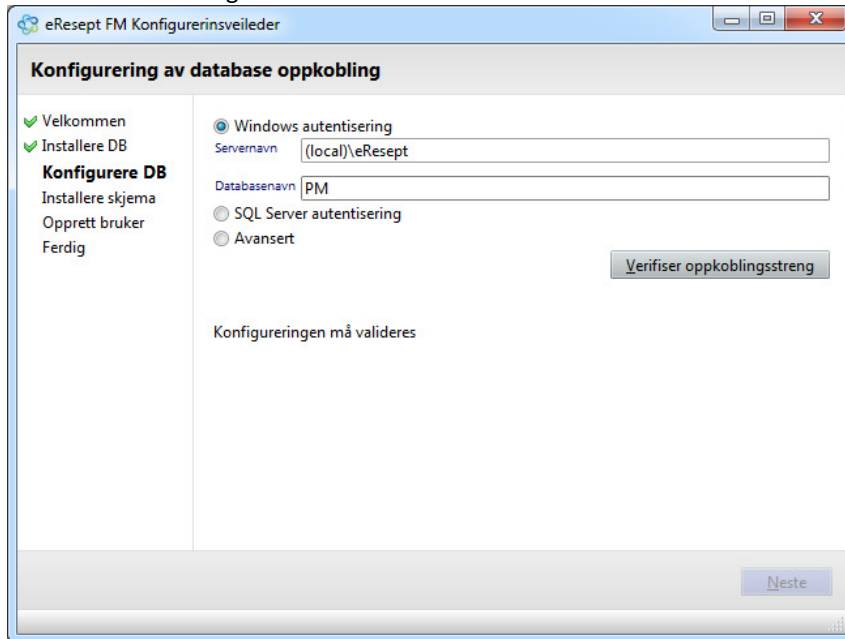 eResept FM Konfigurerinsveileder
Konfigurering av database oppkobling
Velkommen
Installere DB
Konfigurere DB
Installere skjema
Opprett bruker
Ferdig
Windows autentisering
Servernavn (local)\eResept
Databasenavn PM
SQL Server autentisering
Avansert
Verifiser oppkoblingsstreng
Konfigureringen må valideres
Neste